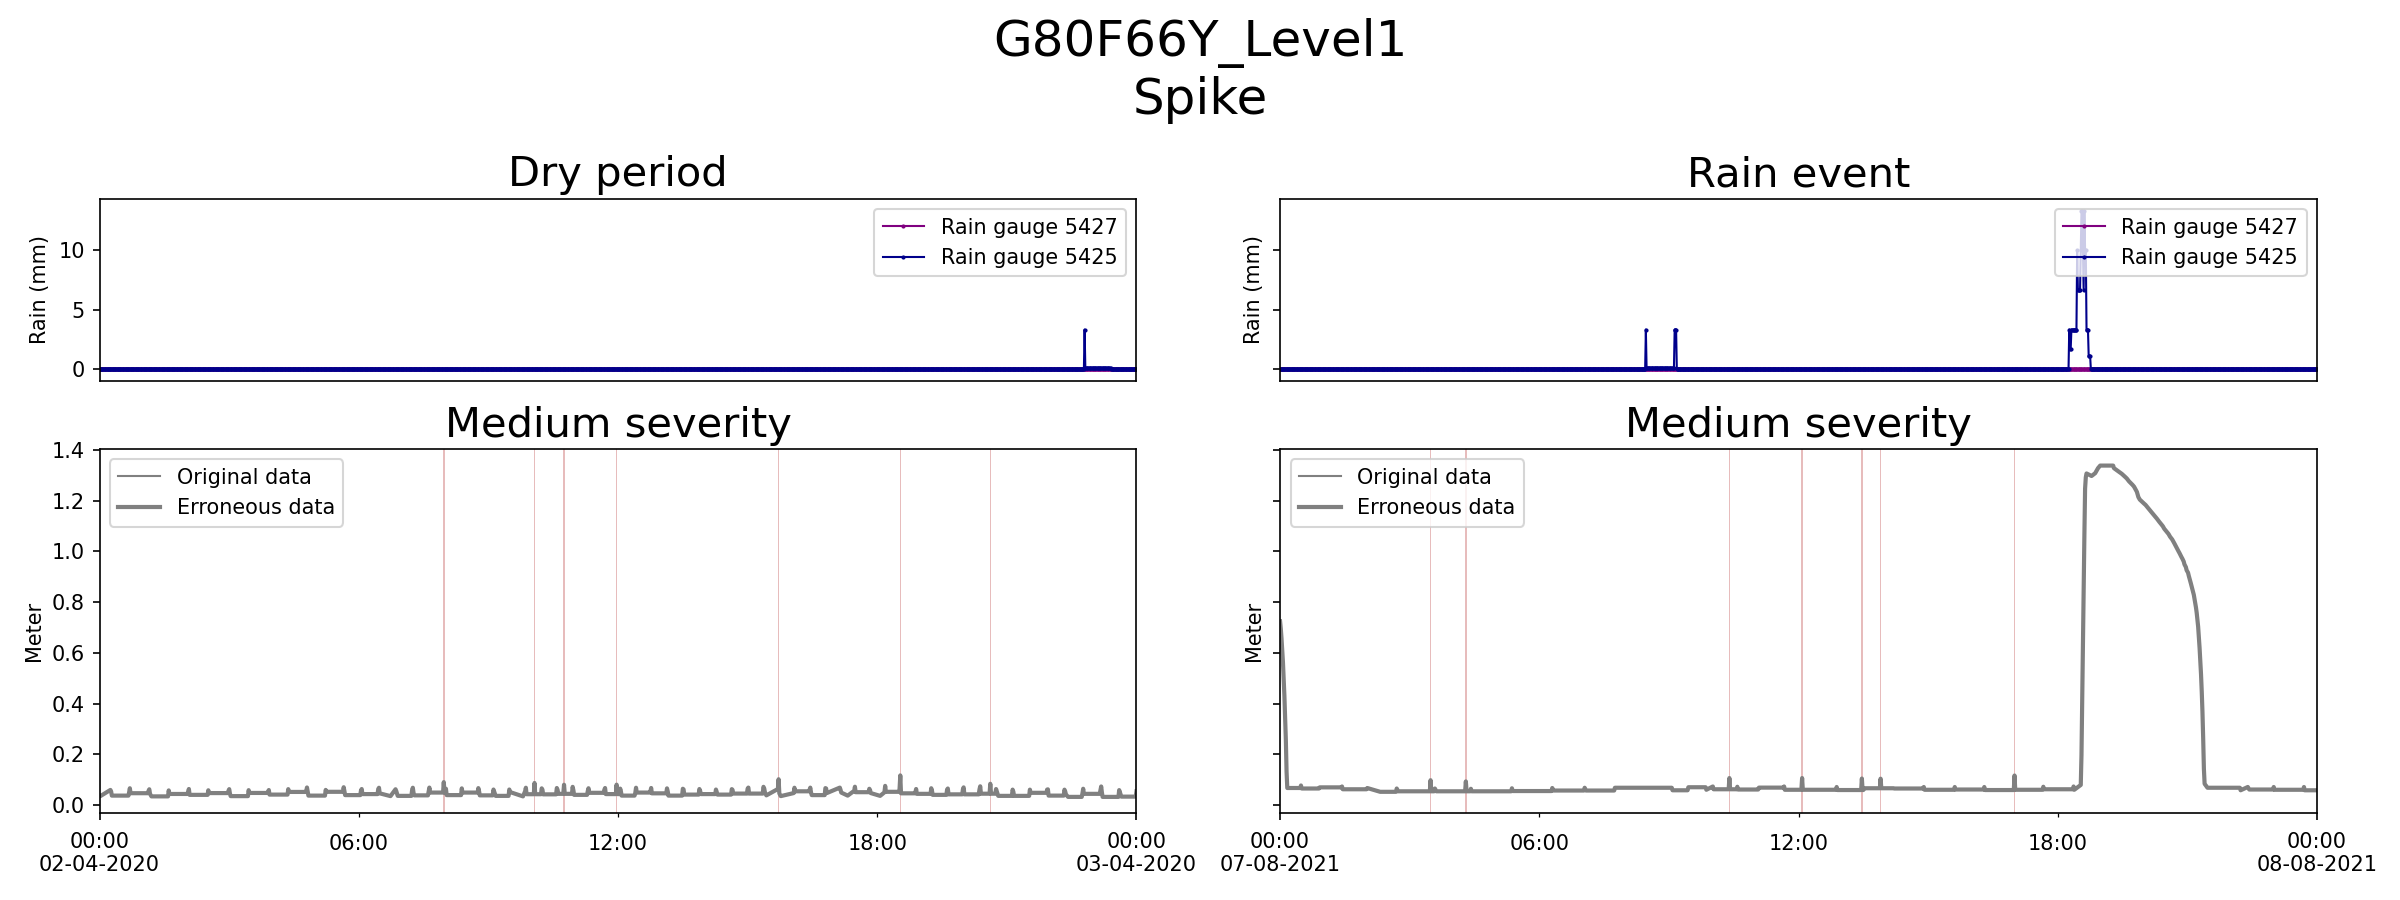 G80F66Y_Level1
Spike
Dry period
Rain event
Rain (mm)
10
5
0
Rain gauge 5427
Rain gauge 5425
Rain (mm)
Rain gauge 5427
Rain gauge 5425
Medium severity
Medium severity
Meter
1.4
1.2
1.0
0.8
0.6
0.4
0.2
0.0
Original data
Erroneous data
00:00
02-04-2020
06:00
12:00
18:00
00:00
03-04-2020
Meter
Original data
Erroneous data
00:00
07-08-2021
06:00
12:00
18:00
00:00
08-08-2021